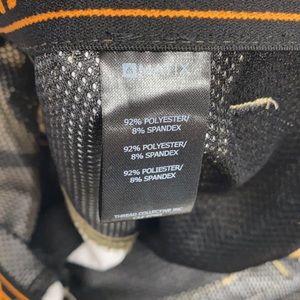 92% POLYESTER/
8% SPANDEX
92% POLYESTER/
8% SPANDEX
92% POLIESTER/
8% SPANDEX
THREAD COLLECTIVE INC